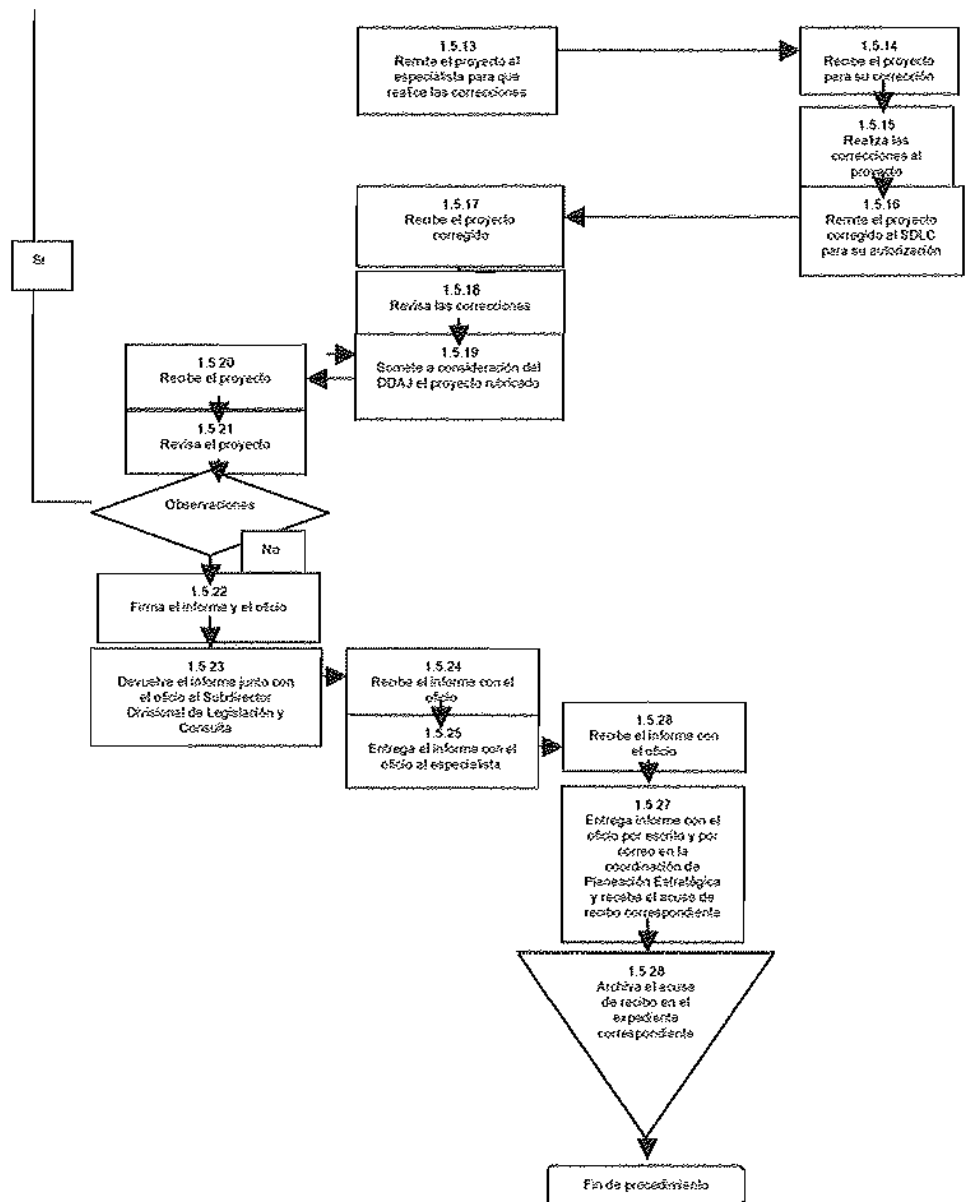 1.5.13
Remite el proyecto al
especialista para que
realice las correcciones
1.5.14
Recibe el proyecto
para su corrección
1.5.15
Realiza las
correcciones al
proyecto
1.5.16
Remite el proyecto
corregido al SDLC
para su autorización
1.5.17
Recibe el proyecto
corregido
Si
1.5.18
Revisa las correcciones
1.5.19
Somete a consideración del
DDAJ el proyecto rubricado
1.5.20
Recibe el proyecto
1.5.21
Revisa el proyecto
Observaciones
No
1.5.22
Firma el informe y el oficio
1.5.23
Devuelve el informe junto con
el oficio al Subdirector
Divisional de Legislación y
Consulta
1.5.24
Recibe el informe con el
oficio
1.5.25
Entrega el informe con el
oficio al especialista
1.5.26
Recibe el informe con
el oficio
1.5.27
Entrega informe con el
oficio por escrito y por
correo en la
coordinación de
Planeación Estratégica
y recaba el acuse de
recibo correspondiente
1.5.28
Archiva el acuse
de recibo en el
expediente
correspondiente
Fin de procedimiento